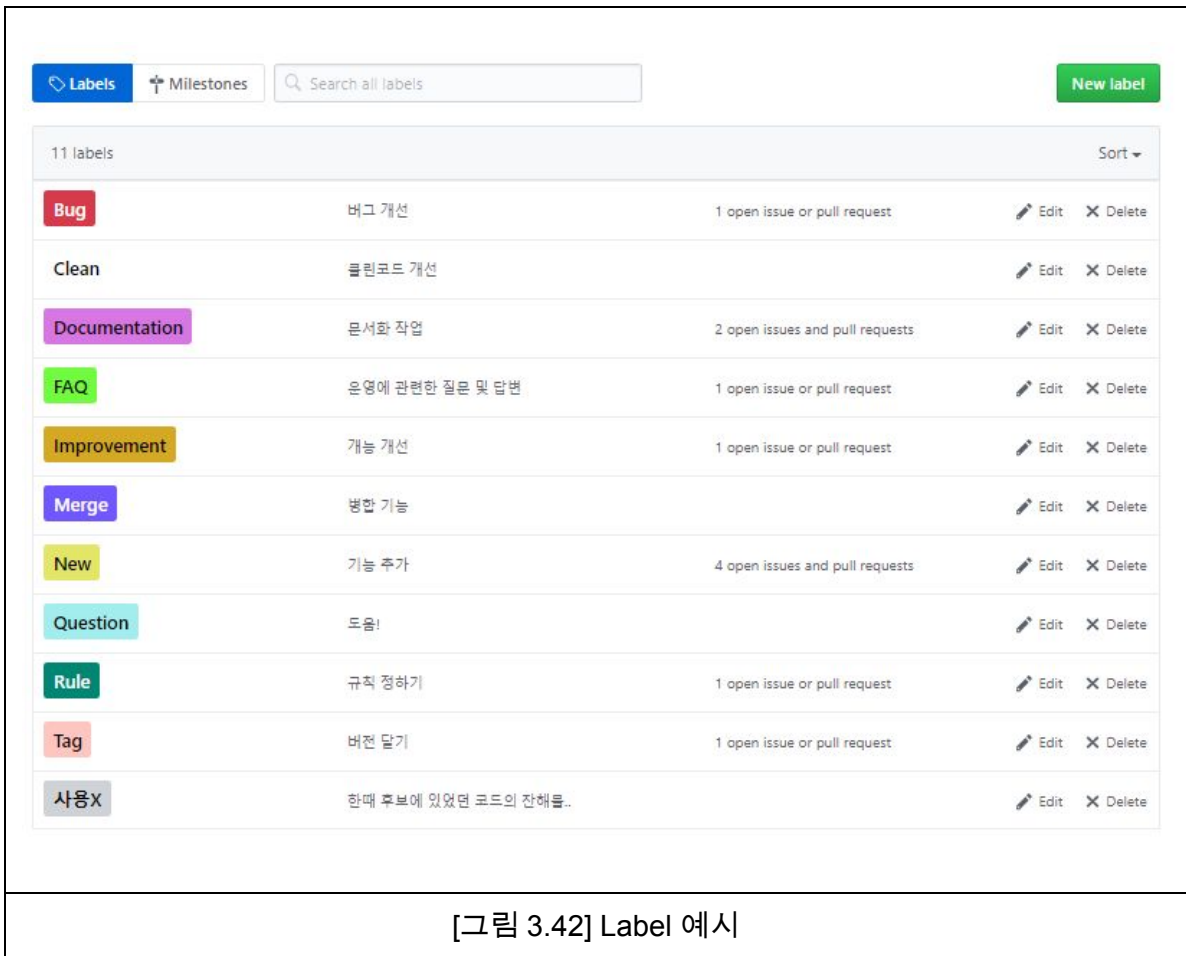 Labels Milestones Search all labels New label
11 labels Sort
Bug 버그 개선 1 open issue or pull request Edit Delete
Clean 클린코드 개선 Edit Delete
Documentation 문서화 작업 2 open issues and pull requests Edit Delete
FAQ 운영에 관련한 질문 및 답변 1 open issue or pull request Edit Delete
Improvement 개능 개선 1 open issue or pull request Edit Delete
Merge 병합 기능 Edit Delete
New 기능 추가 4 open issues and pull requests Edit Delete
Question 도움! Edit Delete
Rule 규칙 정하기 1 open issue or pull request Edit Delete
Tag 버전 달기 1 open issue or pull request Edit Delete
사용X 한때 후보에 있었던 코드의 잔해물.. Edit Delete
[그림 3.42] Label 예시